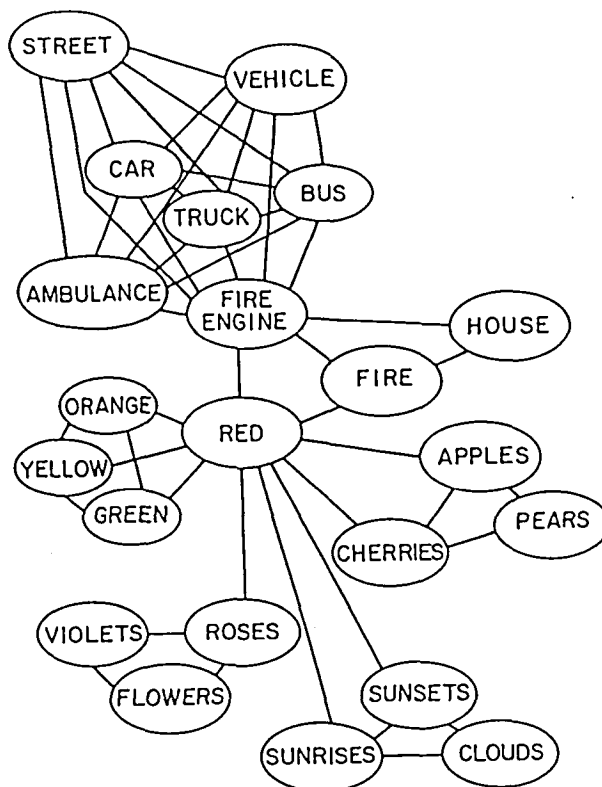 STREET
VEHICLE
CAR
BUS
TRUCK
AMBULANCE
FIRE
ENGINE
HOUSE
FIRE
ORANGE
RED
YELLOW
APPLES
GREEN
PEARS
CHERRIES
VIOLETS
ROSES
FLOWERS
SUNSETS
SUNRISES
CLOUDS